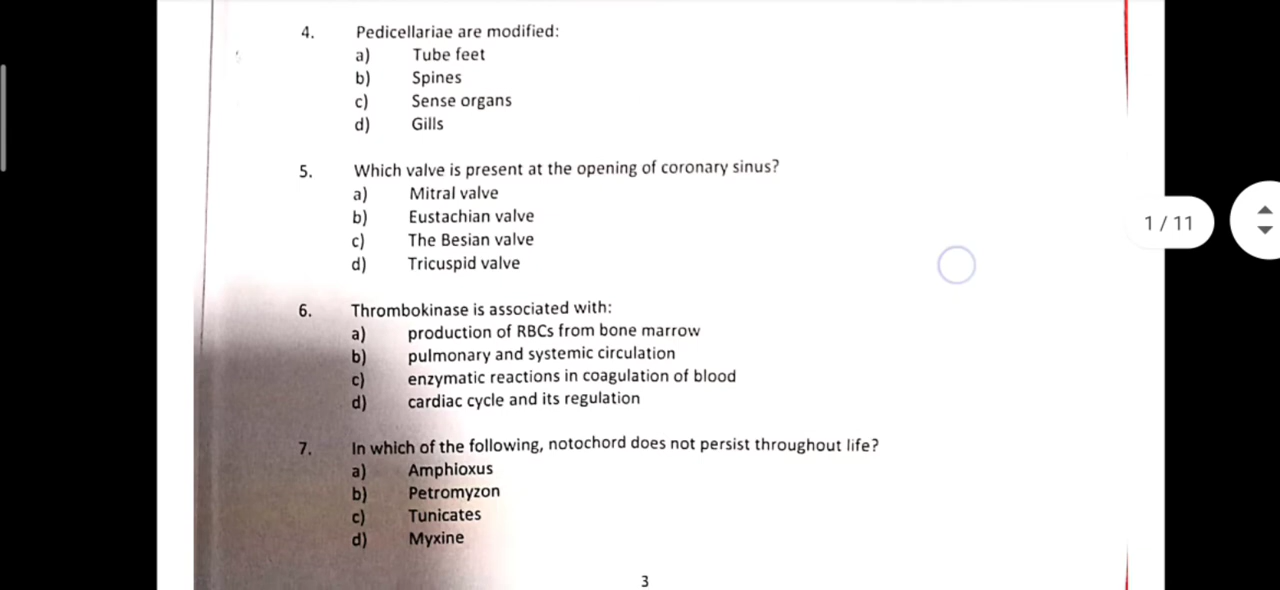 4. Pedicellariae are modified:
a) Tube feet
b) Spines
c) Sense organs
d) Gills
5. Which valve is present at the opening of coronary sinus?
a) Mitral valve
b) Eustachian valve
c) The Besian valve
d) Tricuspid valve
1 / 11
6. Thrombokinase is associated with:
a) production of RBCs from bone marrow
b) pulmonary and systemic circulation
c) enzymatic reactions in coagulation of blood
d) cardiac cycle and its regulation
7. In which of the following, notochord does not persist throughout life?
a) Amphioxus
b) Petromyzon
c) Tunicates
d) Myxine
3